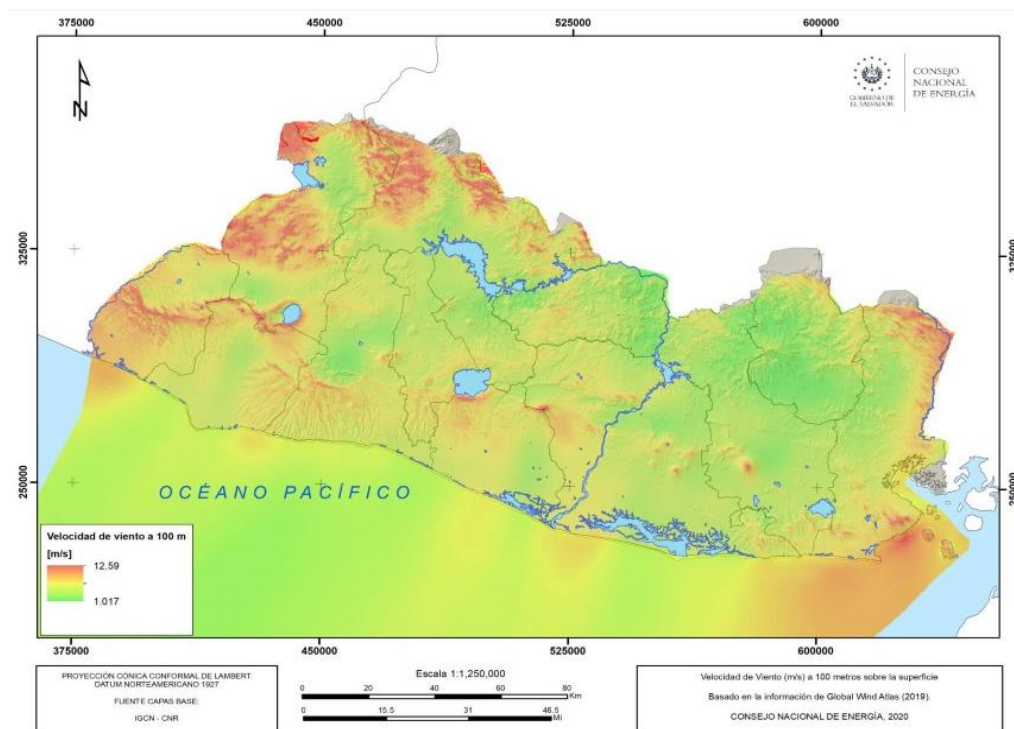 375000
450000
525000
600000
N
GOBIERNO DE
EL SALVADOR
CONSEJO
NACIONAL
DE ENERGÍA
325000
325000
250000
250000
OCÉANO PACÍFICO
Velocidad de viento a 100 m
[m/s]
12.59
1.017
375000
450000
525000
600000
PROYECCIÓN CÓNICA CONFORMAL DE LAMBERT
DATUM NORTEAMERICANO 1927
FUENTE CAPAS BASE:
IGCN - CNR
Escala 1:1,250,000
0 20 40 60 80
Km
0 15.5 31 46.5
Mi
Velocidad de Viento (m/s) a 100 metros sobre la superficie
Basado en la información de Global Wind Atlas (2019).
CONSEJO NACIONAL DE ENERGÍA, 2020